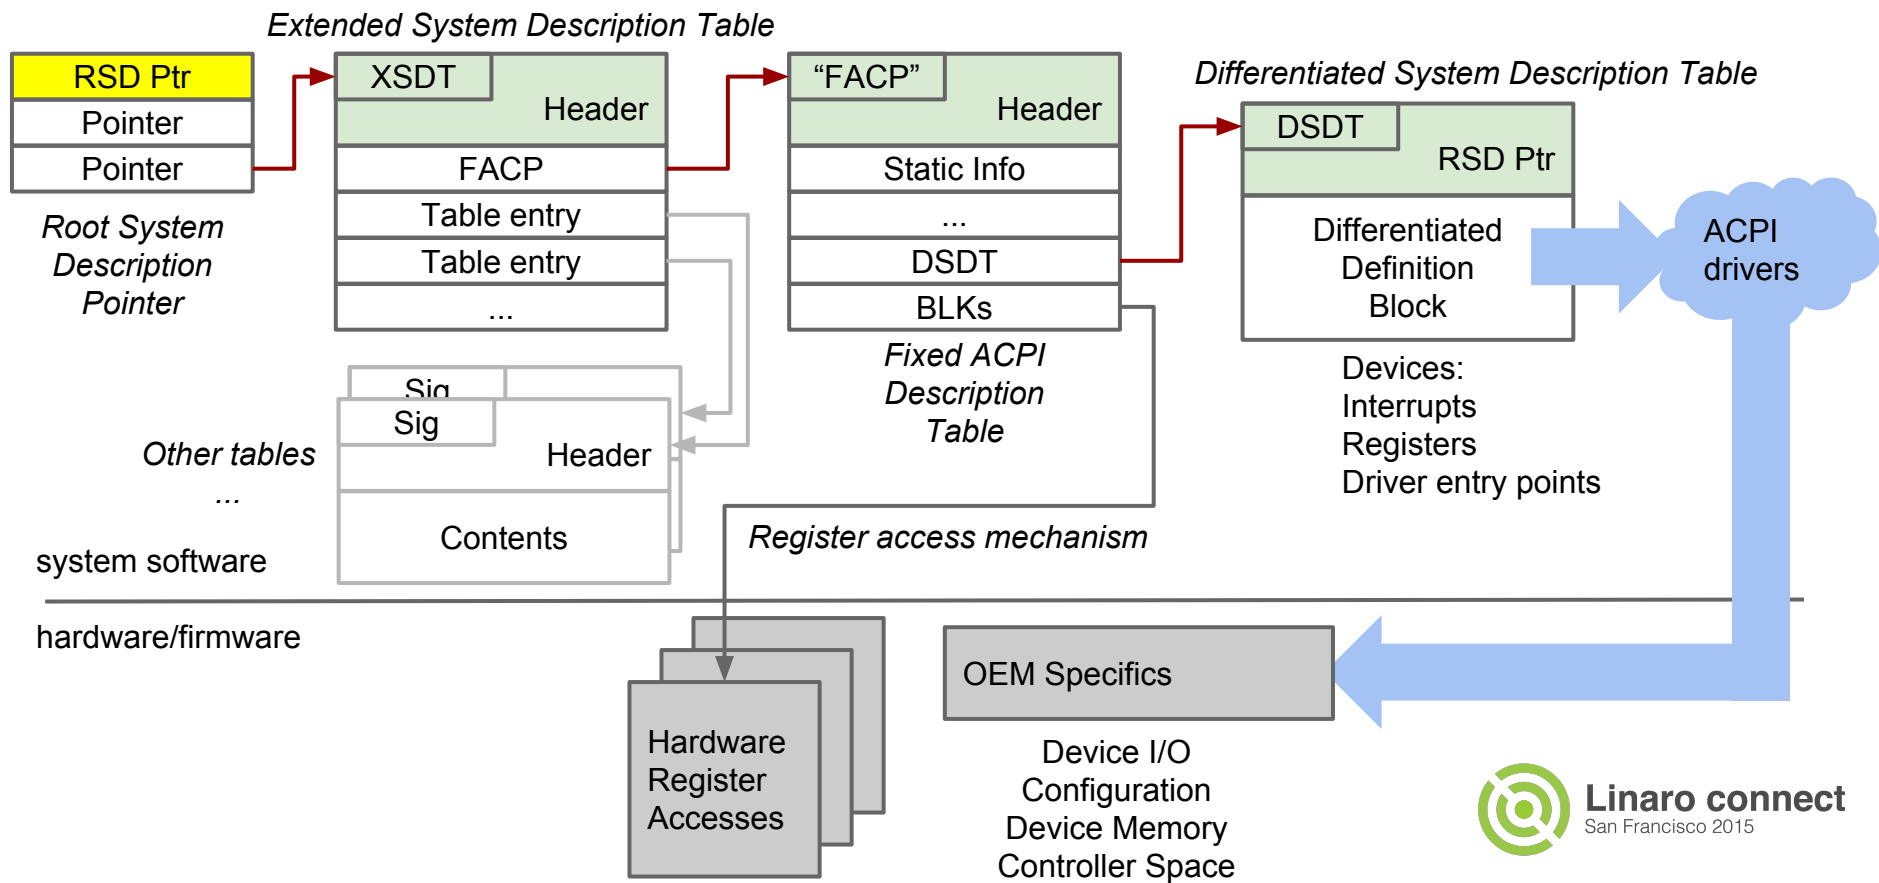 Extended System Description Table
RSD Ptr
Pointer
Pointer
Root System
Description
Pointer
XSDT
Header
FACP
Table entry
Table entry
...
“FACP”
Header
Static Info
...
DSDT
BLKs
Fixed ACPI
Description
Table
Differentiated System Description Table
DSDT
RSD Ptr
Differentiated
Definition
Block
ACPI
drivers
Devices:
Interrupts
Registers
Driver entry points
Sig
Sig
Header
Contents
Other tables
...
Register access mechanism
system software
hardware/firmware
Hardware
Register
Accesses
OEM Specifics
Device I/O
Configuration
Device Memory
Controller Space
Linaro connect
San Francisco 2015